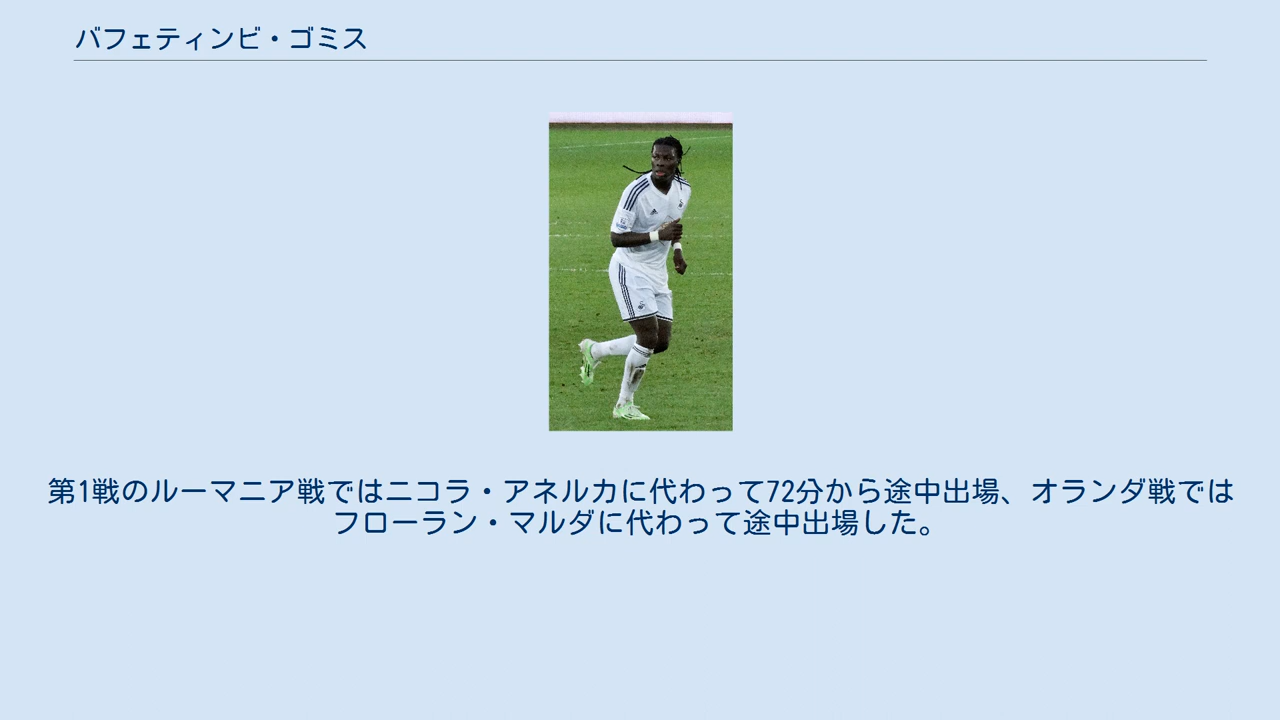 バフェティンビ・ゴミス
第1戦のルーマニア戦ではニコラ・アネルカに代わって72分から途中出場、オランダ戦では
フローラン・マルダに代わって途中出場した。